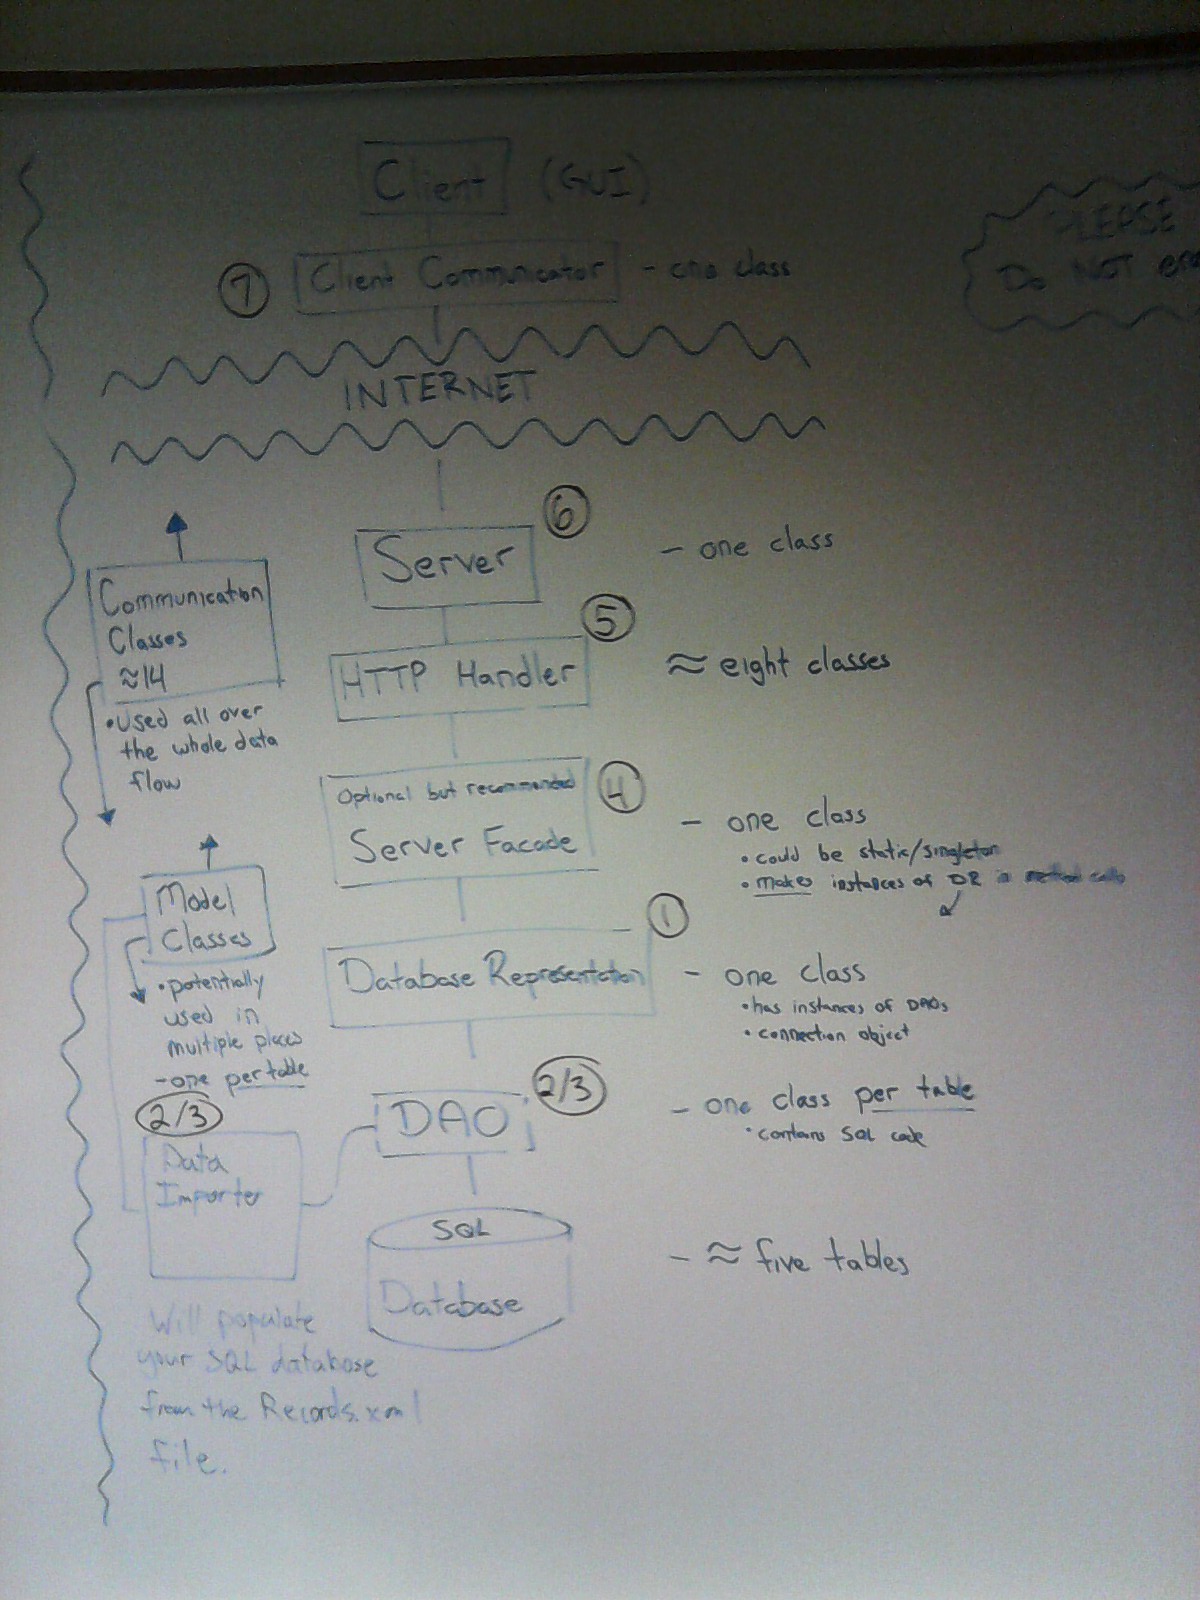 Client (GUI)
PLEASE
Do NOT era
7 Client Communicator - one class
INTERNET
6
Server - one class
5
HTTP Handler ≈ eight classes
Communication
Classes
≈14
• Used all over
the whole data
flow
4
Optional but recommended
Server Facade - one class
• could be static/singleton
• makes instances of DR in method calls
Model
Classes
• potentially
used in
multiple places
- one per table
1
Database Representation - one class
• has instances of DAOs
• connection object
2/3
DAO - one class per table
• contains SQL code
2/3
Data
Importer
Will populate
your SQL database
from the Records.xml
file.
SQL
Database - ≈ five tables